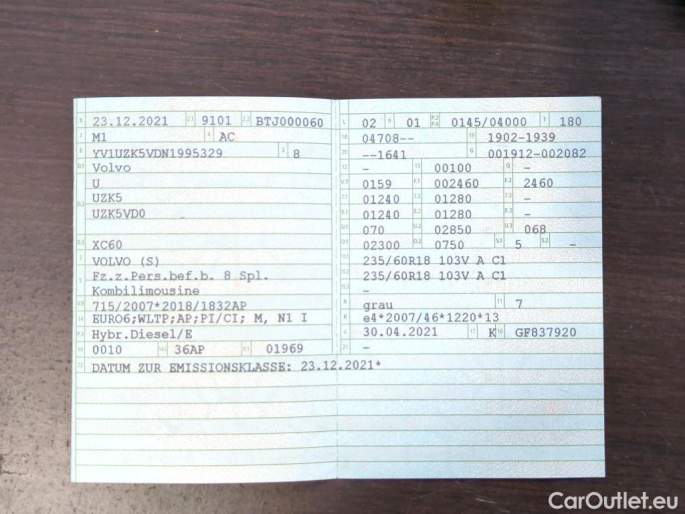 23.12.2021 9101 BTJ000060
M1 AC
YV1UZK5VDN1995329 8
Volvo
U
UZK5
UZK5VD0
XC60
VOLVO (S)
Fz.z.Pers.bef.b. 8 Spl.
Kombilimousine
715/2007*2018/1832AP
EURO6;WLTP;AP;PI/CI; M, N1 I
Hybr.Diesel/E
0010 36AP 01969
DATUM ZUR EMISSIONSKLASSE: 23.12.2021*
02 01 0145/04000 180
04708-- 1902-1939
--1641 001912-002082
- 00100 -
0159 002460 2460
01240 01280 -
01240 01280 -
070 02850 068
02300 0750 5 -
235/60R18 103V A C1
235/60R18 103V A C1
-
grau 7
e4*2007/46*1220*13
30.04.2021 K GF837920
-
CarOutlet.eu